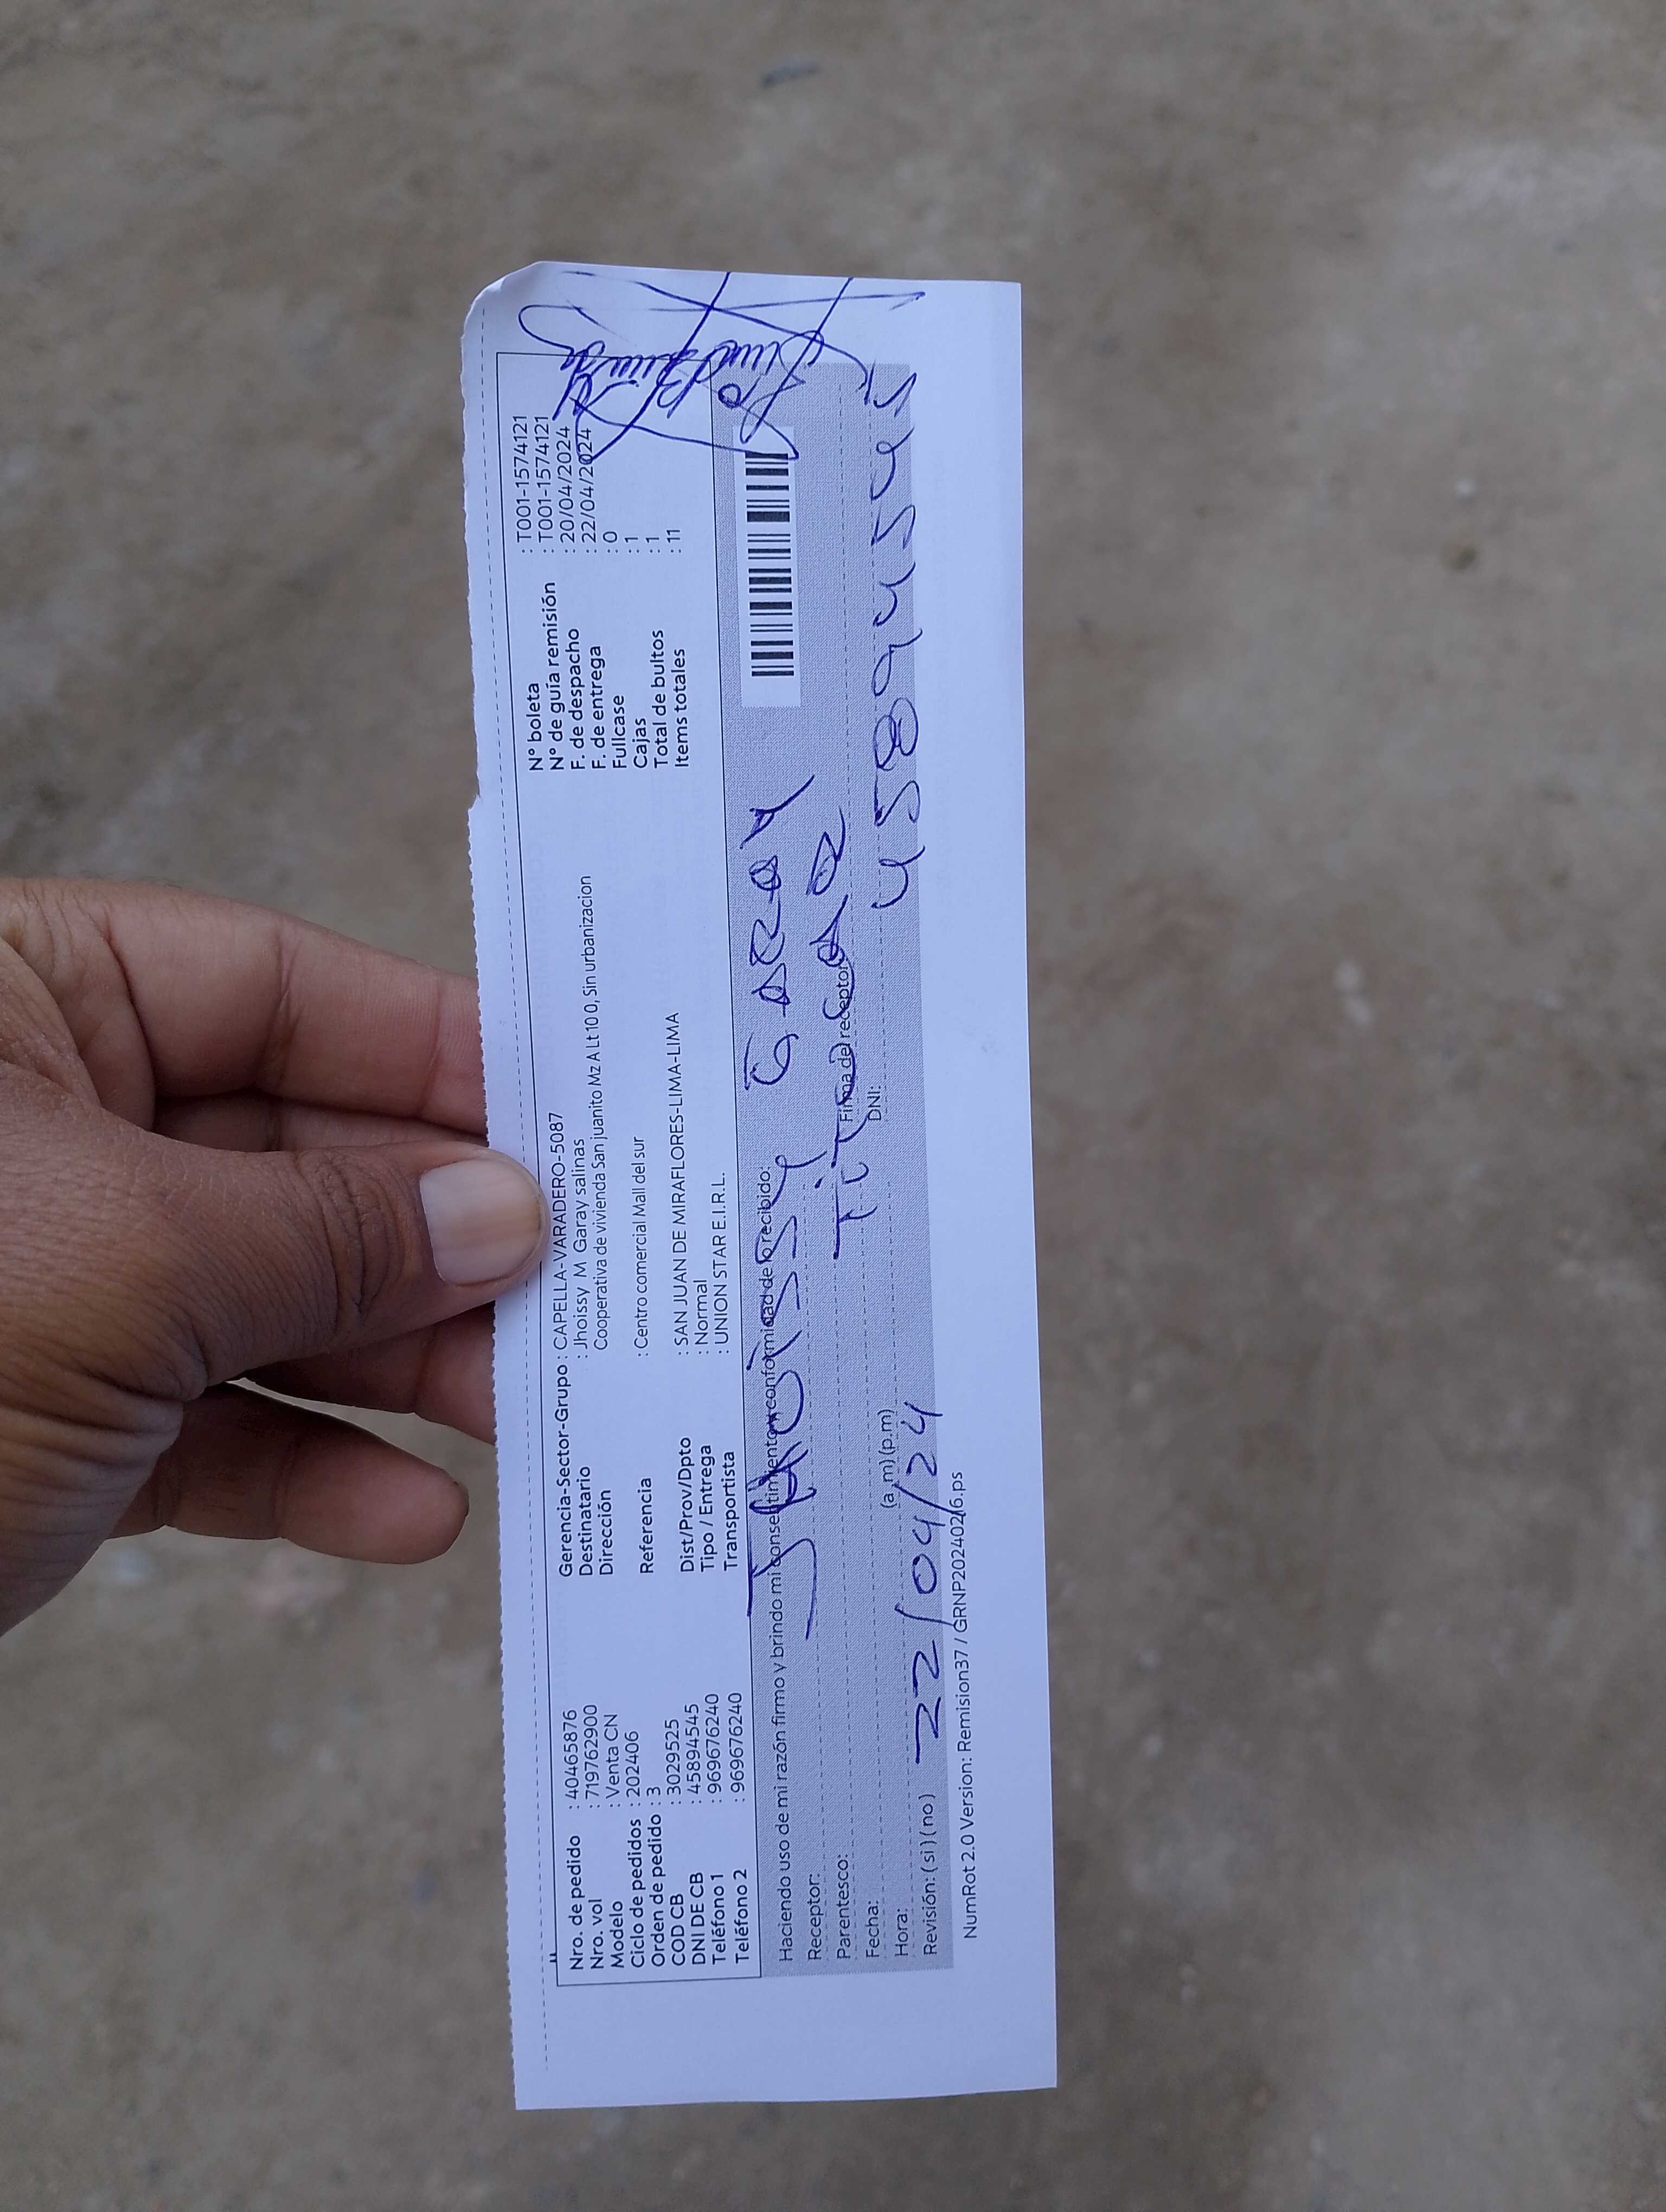 Nro. de pedido : 40465876
Nro. vol : 719762900
Modelo : Venta CN
Ciclo de pedidos : 202406
Orden de pedido : 3
COD CB : 3029525
DNI DE CB : 45894545
Teléfono 1 : 969676240
Teléfono 2 : 969676240
Gerencia-Sector-Grupo : CAPELLA-VARADERO-5087
Destinatario : Jhoissy M Garay salinas
Dirección Cooperativa de vivienda San juanito Mz A Lt 10 0, Sin urbanizacion
Referencia : Centro comercial Mall del sur
Dist/Prov/Dpto : SAN JUAN DE MIRAFLORES-LIMA-LIMA
Tipo / Entrega : Normal
Transportista : UNION STAR E.I.R.L.
N° boleta : T001-1574121
N° de guía remisión : T001-1574121
F. de despacho : 20/04/2024
F. de entrega : 22/04/2024
Fullcase : 0
Cajas : 1
Total de bultos : 1
Items totales : 11
Haciendo uso de mi razón firmo y brindo mi consentimiento y conformidad de lo recibido:
Receptor: Jhoissy Garay
Parentesco: Titular
Firma del receptor
Fecha:
DNI: 45894545
Hora: (a.m) (p.m)
22/04/24
Revisión: (si) (no)
NumRot 2.0 Version: Remision37 / GRNP20240206.ps